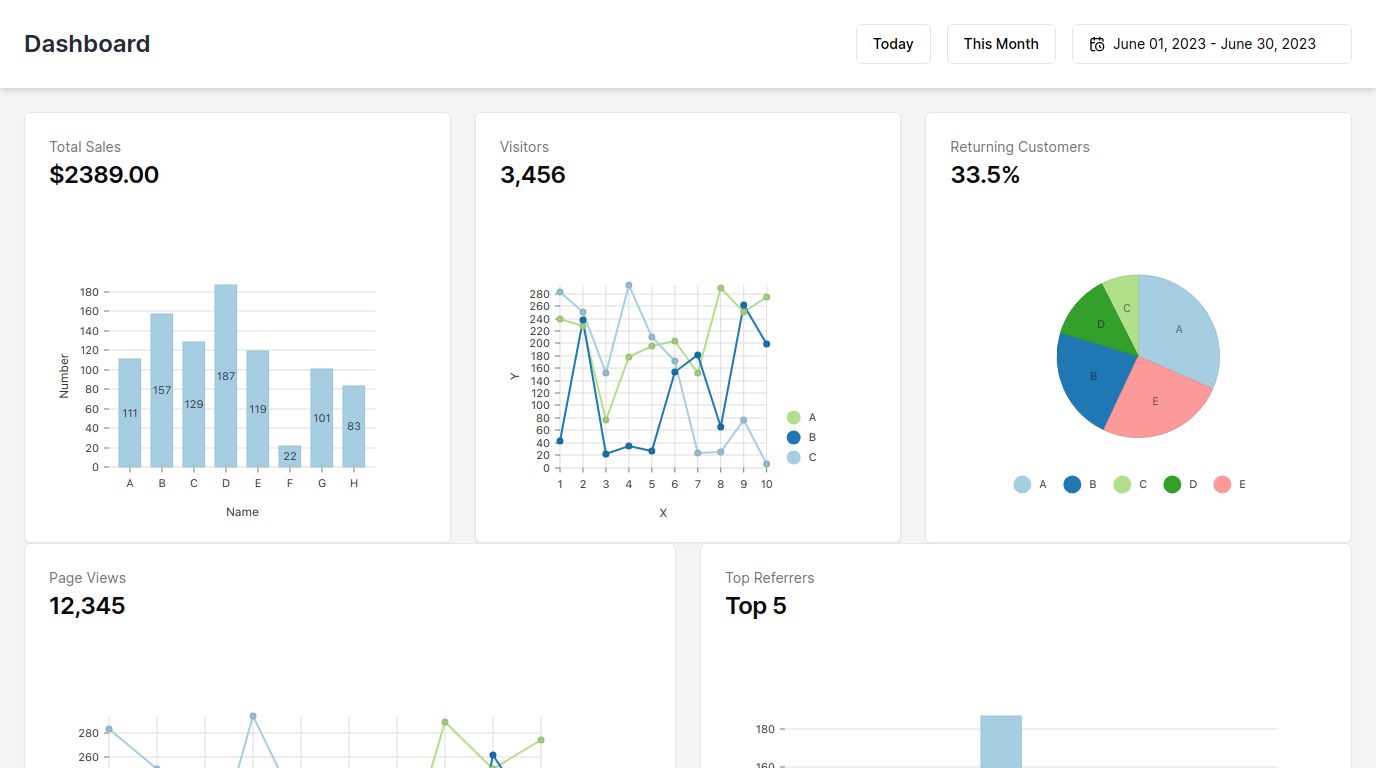 Dashboard
Today
This Month
June 01, 2023 - June 30, 2023
Total Sales
$2389.00
180
160
140
120
100
80
60
40
20
0
Number
111
157
129
187
119
22
101
83
A B C D E F G H
Name
Visitors
3,456
280
260
240
220
200
180
160
140
120
100
80
60
40
20
0
Y
1 2 3 4 5 6 7 8 9 10
X
A
B
C
Returning Customers
33.5%
A
B
C
D
E
A B C D E
Page Views
12,345
280
260
Top Referrers
Top 5
180
160